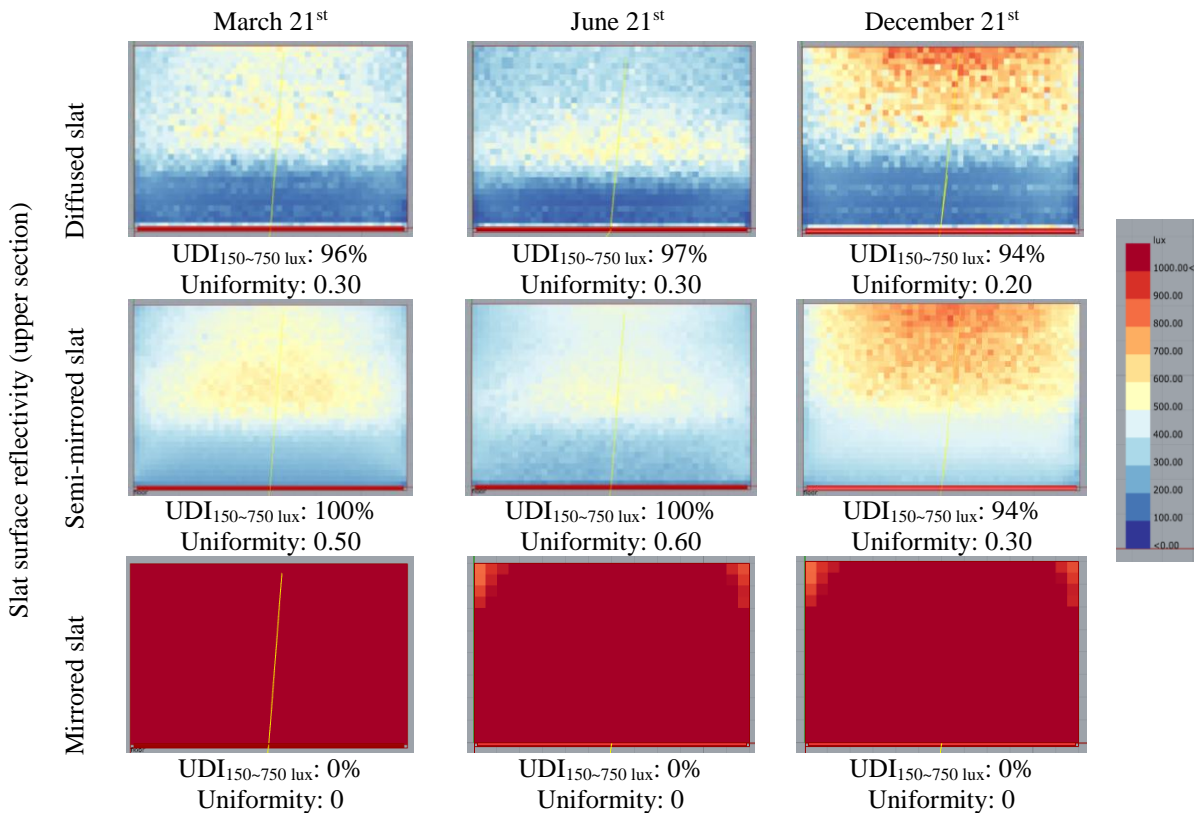 March 21st
June 21st
December 21st
Slat surface reflectivity (upper section)
Diffused slat
UDI150~750 lux: 96%
Uniformity: 0.30
UDI150~750 lux: 97%
Uniformity: 0.30
UDI150~750 lux: 94%
Uniformity: 0.20
Semi-mirrored slat
UDI150~750 lux: 100%
Uniformity: 0.50
UDI150~750 lux: 100%
Uniformity: 0.60
UDI150~750 lux: 94%
Uniformity: 0.30
Mirrored slat
UDI150~750 lux: 0%
Uniformity: 0
UDI150~750 lux: 0%
Uniformity: 0
UDI150~750 lux: 0%
Uniformity: 0
lux
1000.00<
900.00
800.00
700.00
600.00
500.00
400.00
300.00
200.00
100.00
<0.00